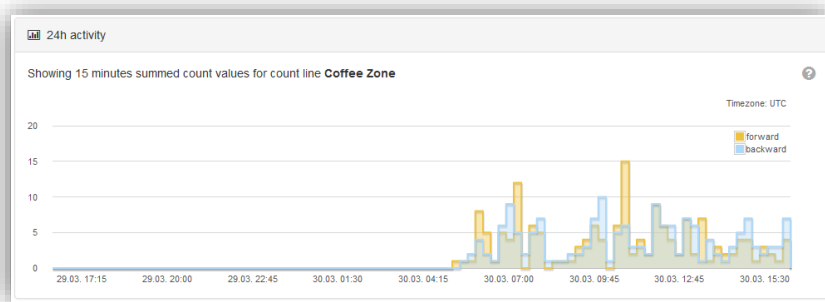 24h activity
Showing 15 minutes summed count values for count line Coffee Zone
Timezone: UTC
20
forward
backward
15
10
5
0
29.03. 17:15 29.03. 20:00 29.03. 22:45 30.03. 01:30 30.03. 04:15 30.03. 07:00 30.03. 09:45 30.03. 12:45 30.03. 15:30